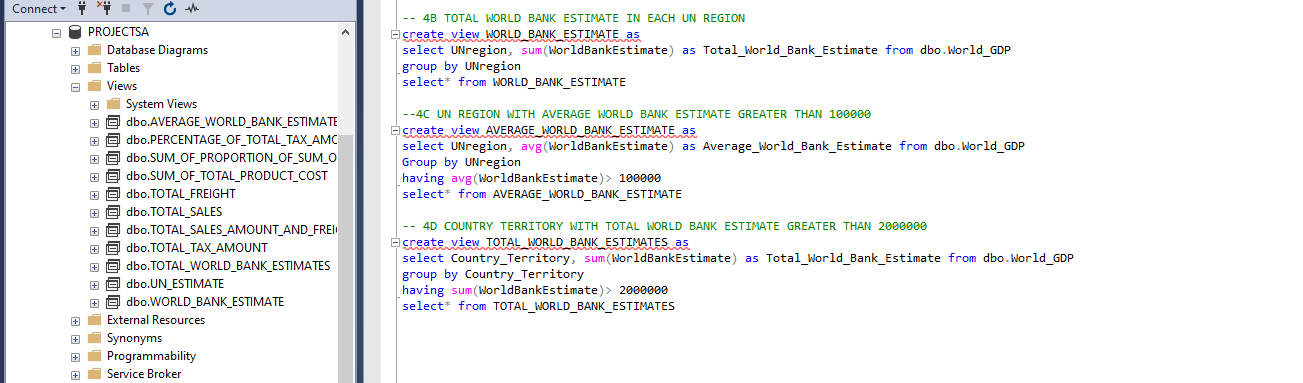 Connect
PROJECTSA
Database Diagrams
Tables
Views
System Views
dbo.AVERAGE_WORLD_BANK_ESTIMATE
dbo.PERCENTAGE_OF_TOTAL_TAX_AMO
dbo.SUM_OF_PROPORTION_OF_SUM_O
dbo.SUM_OF_TOTAL_PRODUCT_COST
dbo.TOTAL_FREIGHT
dbo.TOTAL_SALES
dbo.TOTAL_SALES_AMOUNT_AND_FREI
dbo.TOTAL_TAX_AMOUNT
dbo.TOTAL_WORLD_BANK_ESTIMATES
dbo.UN_ESTIMATE
dbo.WORLD_BANK_ESTIMATE
External Resources
Synonyms
Programmability
Service Broker
-- 4B TOTAL WORLD BANK ESTIMATE IN EACH UN REGION
create view WORLD_BANK_ESTIMATE as
select UNregion, sum(WorldBankEstimate) as Total_World_Bank_Estimate from dbo.World_GDP
group by UNregion
select* from WORLD_BANK_ESTIMATE
--4C UN REGION WITH AVERAGE WORLD BANK ESTIMATE GREATER THAN 100000
create view AVERAGE_WORLD_BANK_ESTIMATE as
select UNregion, avg(WorldBankEstimate) as Average_World_Bank_Estimate from dbo.World_GDP
Group by UNregion
having avg(WorldBankEstimate)> 100000
select* from AVERAGE_WORLD_BANK_ESTIMATE
-- 4D COUNTRY TERRITORY WITH TOTAL WORLD BANK ESTIMATE GREATER THAN 2000000
create view TOTAL_WORLD_BANK_ESTIMATES as
select Country_Territory, sum(WorldBankEstimate) as Total_World_Bank_Estimate from dbo.World_GDP
group by Country_Territory
having sum(WorldBankEstimate)> 2000000
select* from TOTAL_WORLD_BANK_ESTIMATES